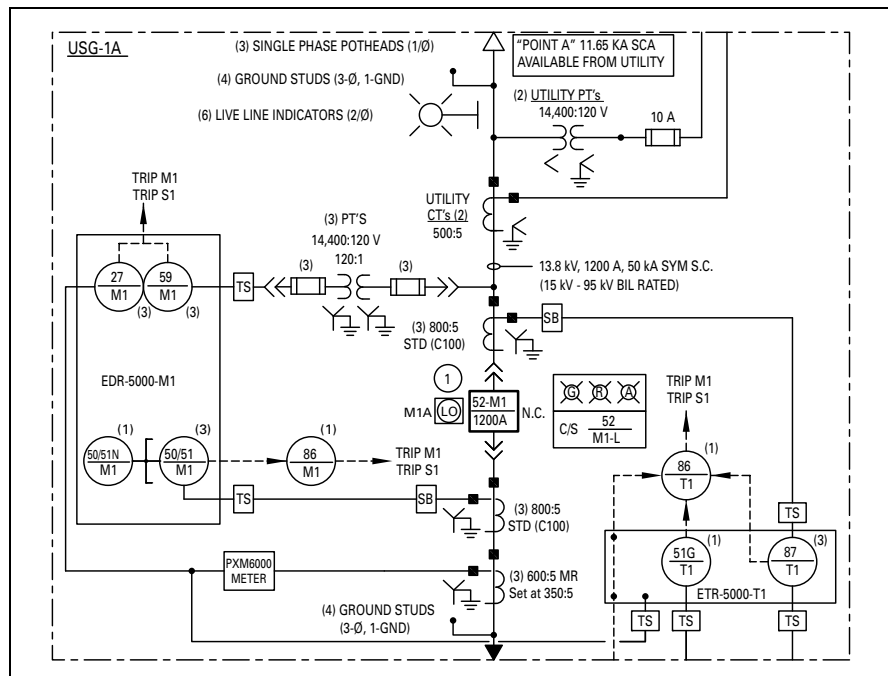 USG-1A
(3) SINGLE PHASE POTHEADS (1/Ø)
"POINT A" 11.65 KA SCA
AVAILABLE FROM UTILITY
(4) GROUND STUDS (3-Ø, 1-GND)
(6) LIVE LINE INDICATORS (2/Ø)
(2) UTILITY PT's
14,400:120 V
10 A
TRIP M1
TRIP S1
UTILITY
CT's (2)
500:5
(3) PT'S
14,400:120 V
120:1
27
M1
(3)
59
M1
(3)
TS
(3)
(3)
13.8 kV, 1200 A, 50 kA SYM S.C.
(15 kV - 95 kV BIL RATED)
(3) 800:5
STD (C100)
SB
EDR-5000-M1
1
M1A
LO
52-M1
1200A
N.C.
G
R
A
C/S
52
M1-L
TRIP M1
TRIP S1
(1)
50/51N
M1
(3)
50/51
M1
(1)
86
M1
TRIP M1
TRIP S1
(1)
86
T1
TS
SB
(3) 800:5
STD (C100)
TS
(1)
51G
T1
(3)
87
T1
ETR-5000-T1
PXM6000
METER
(3) 600:5 MR
Set at 350:5
(4) GROUND STUDS
(3-Ø, 1-GND)
TS
TS
TS